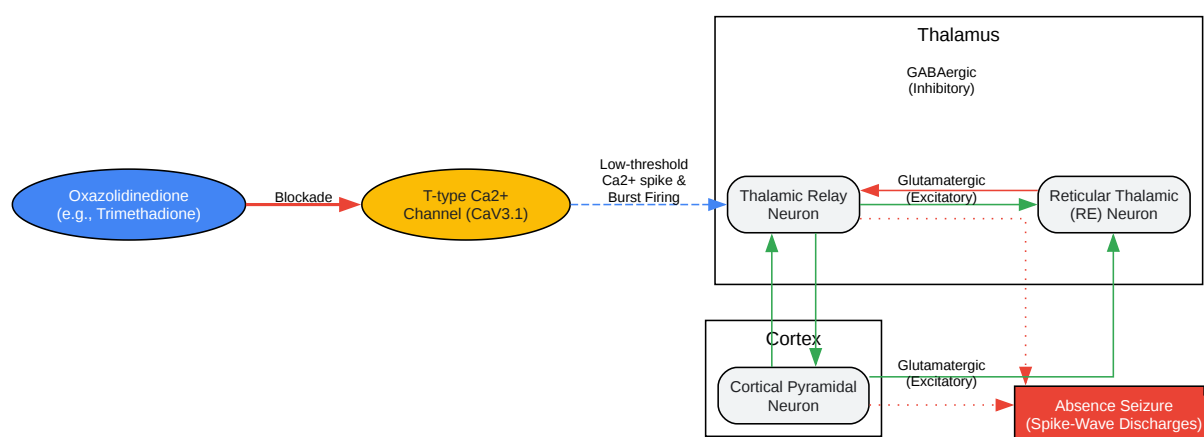 Thalamus
GABAergic
(Inhibitory)
Oxazolidinedione
(e.g., Trimethadione)
Blockade
T-type Ca2+
Channel (CaV3.1)
Low-threshold
Ca2+ spike &
Burst Firing
Thalamic Relay
Neuron
Glutamatergic
(Excitatory)
Reticular Thalamic
(RE) Neuron
Cortex
Cortical Pyramidal
Neuron
Glutamatergic
(Excitatory)
Absence Seizure
(Spike-Wave Discharges)